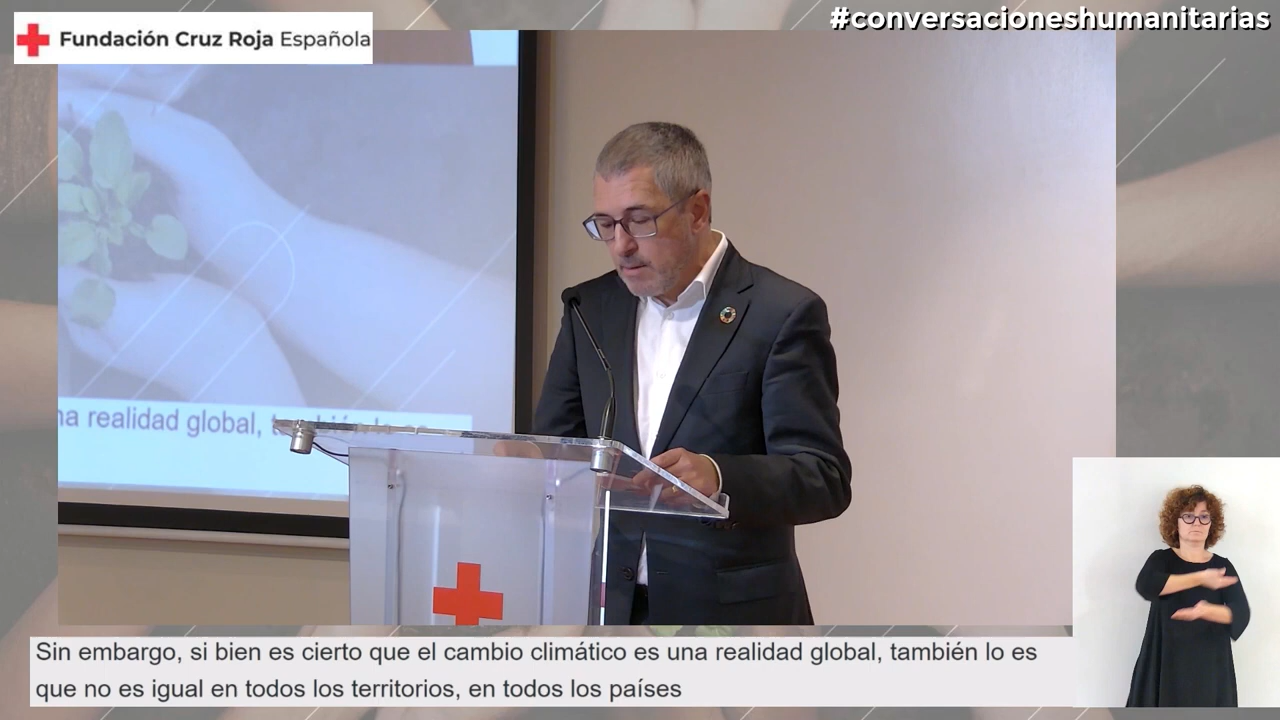 #conversacioneshumanitarias
Fundación Cruz Roja Española
na realidad global,
Sin embargo, si bien es cierto que el cambio climático es una realidad global, también lo es
que no es igual en todos los territorios, en todos los países